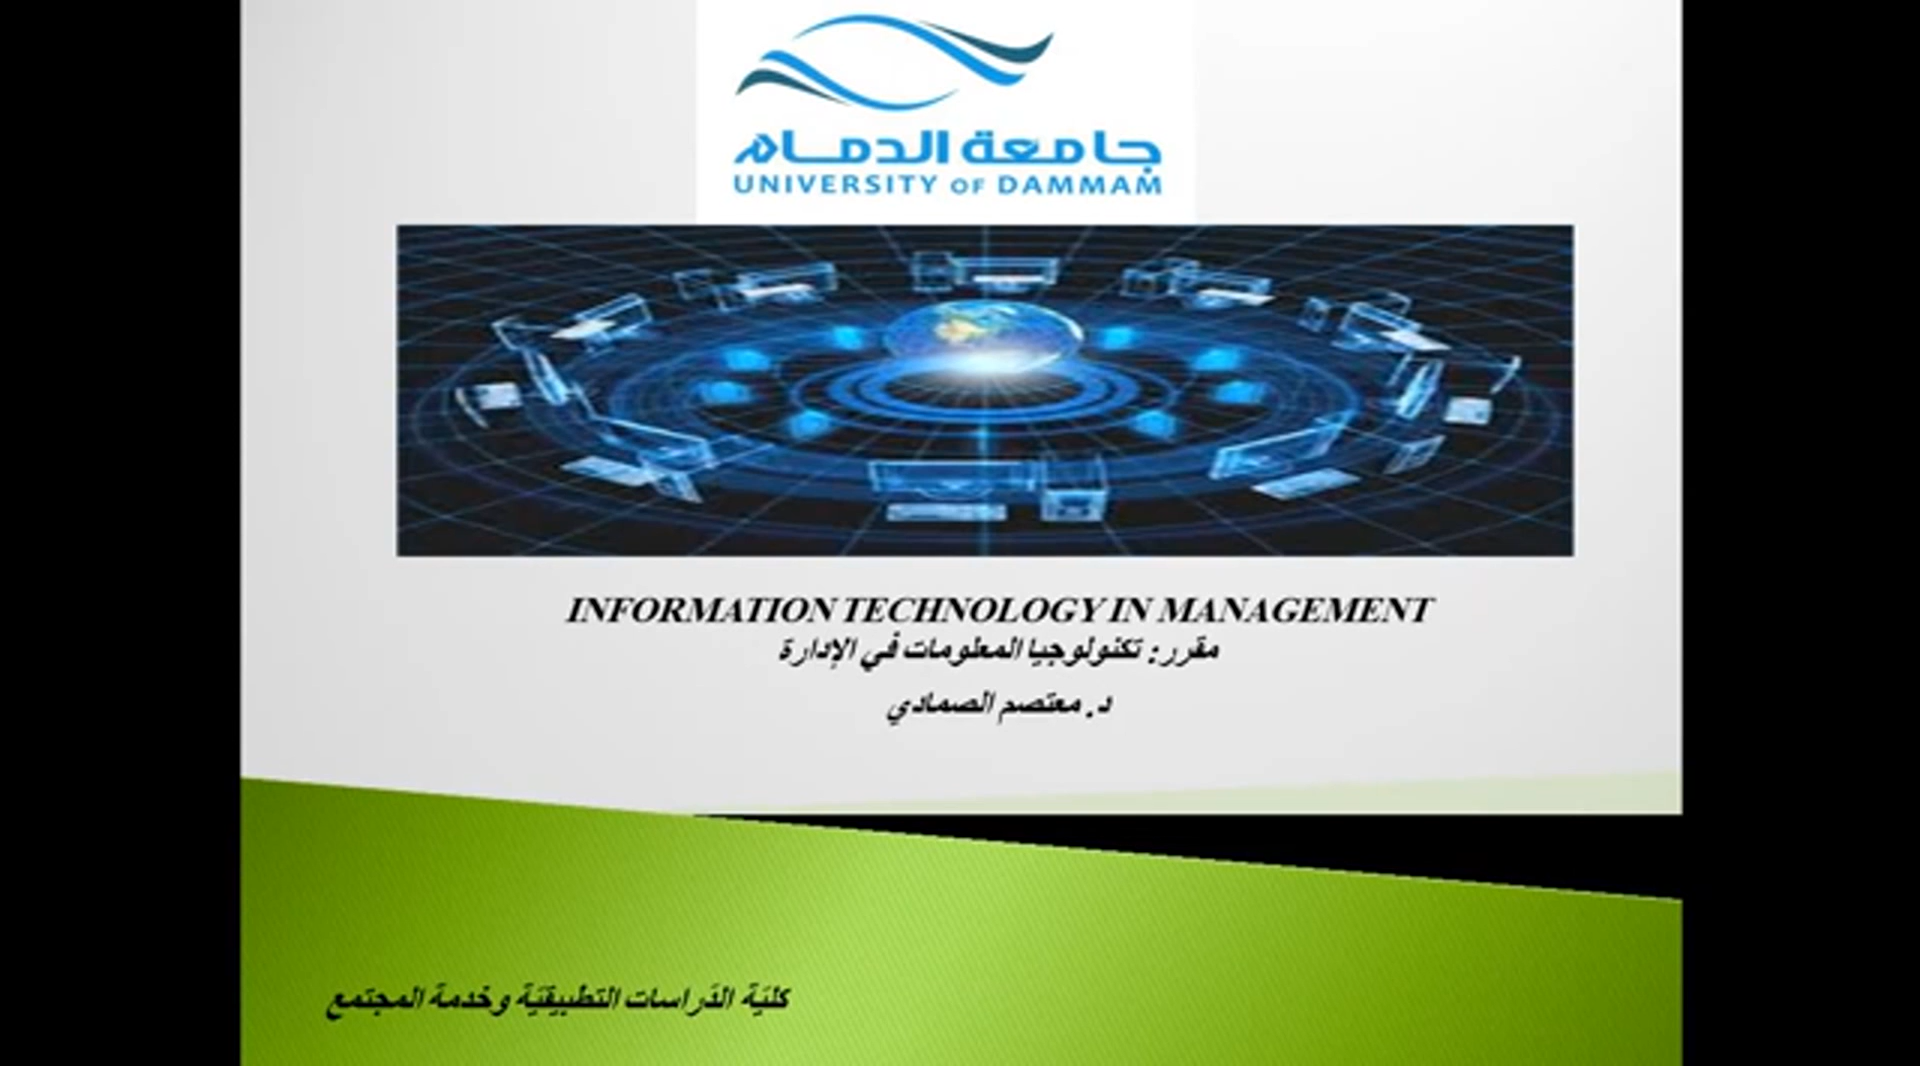 جامعة الدمام
UNIVERSITY OF DAMMAM
INFORMATION TECHNOLOGY IN MANAGEMENT
مقرر: تكنولوجيا المعلومات في الإدارة
د. معتصم الصمادي
كليّة الدّراسات التطبيقيّة وخدمة المجتمع